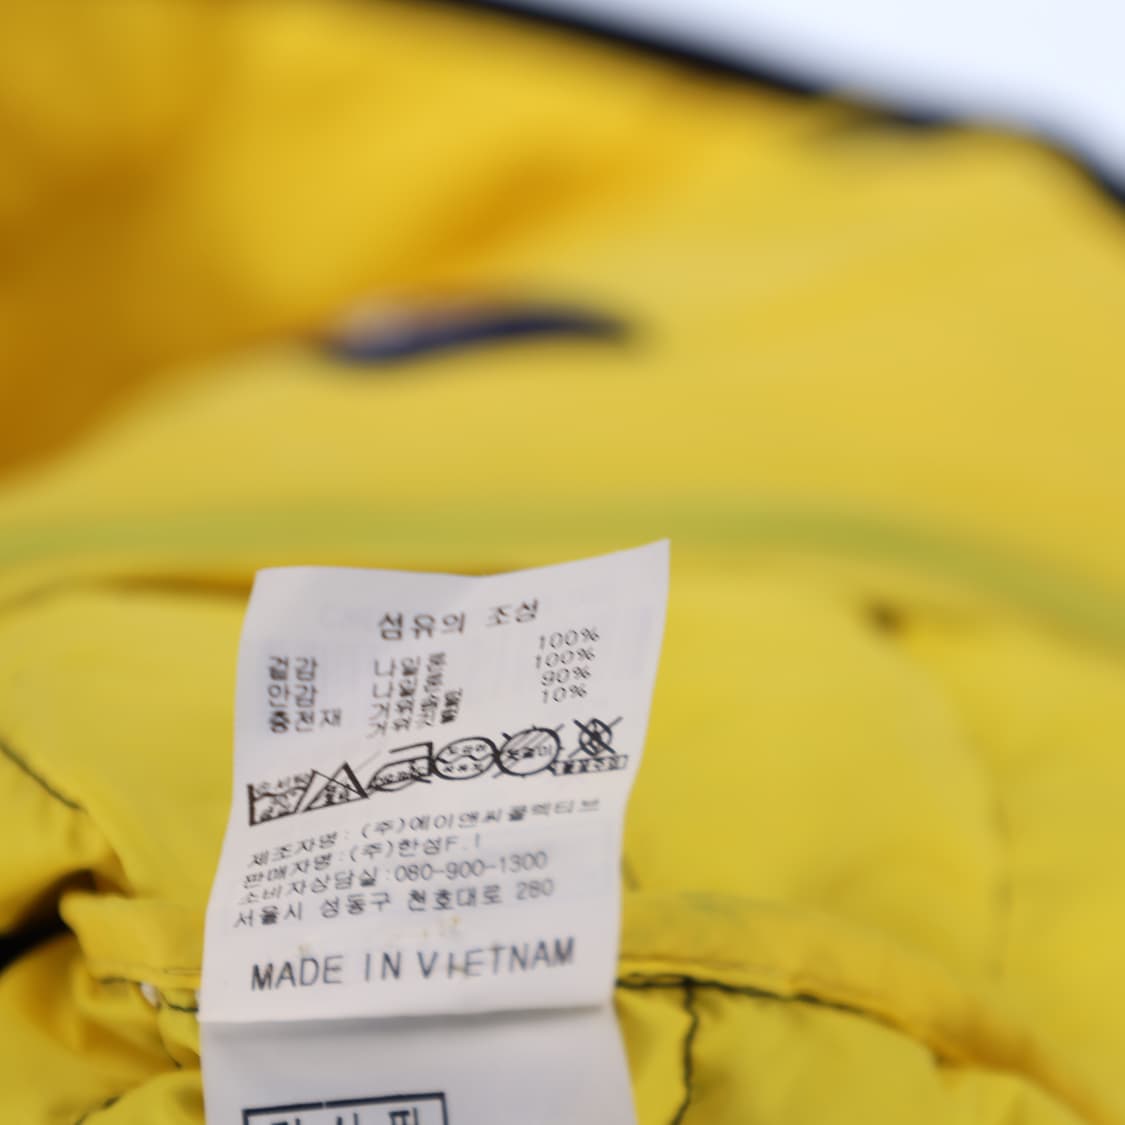 섬유의 조성
겉감 나일론 100%
안감 나일론 100%
충전재 거위솜털 90%
거위깃털 10%
제조자명: (주)에이앤씨콜렉티브
판매자명:(주)한성F.I
소비자상담실:080-900-1300
서울시 성동구 천호대로 280
MADE IN VIETNAM